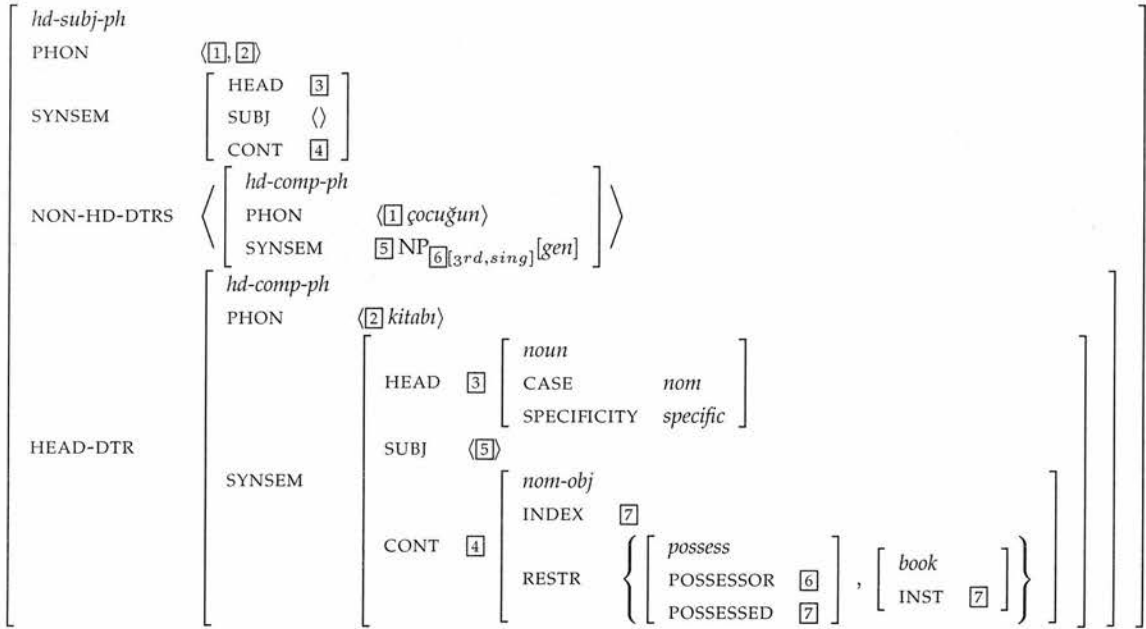 hd-subj-ph
PHON ⟨[1], [2]⟩
HEAD [3]
SYNSEM SUBJ ⟨⟩
CONT [4]
hd-comp-ph
NON-HD-DTRS PHON ⟨[1] çocuğun⟩
SYNSEM [5] NP[6][3rd,sing][gen]
hd-comp-ph
PHON ⟨[2] kitabı⟩
noun
HEAD [3] CASE nom
SPECIFICITY specific
HEAD-DTR SUBJ ⟨[5]⟩
SYNSEM nom-obj
INDEX [7]
CONT [4] possess
RESTR { POSSESSOR [6] , book
POSSESSED [7] INST [7] }